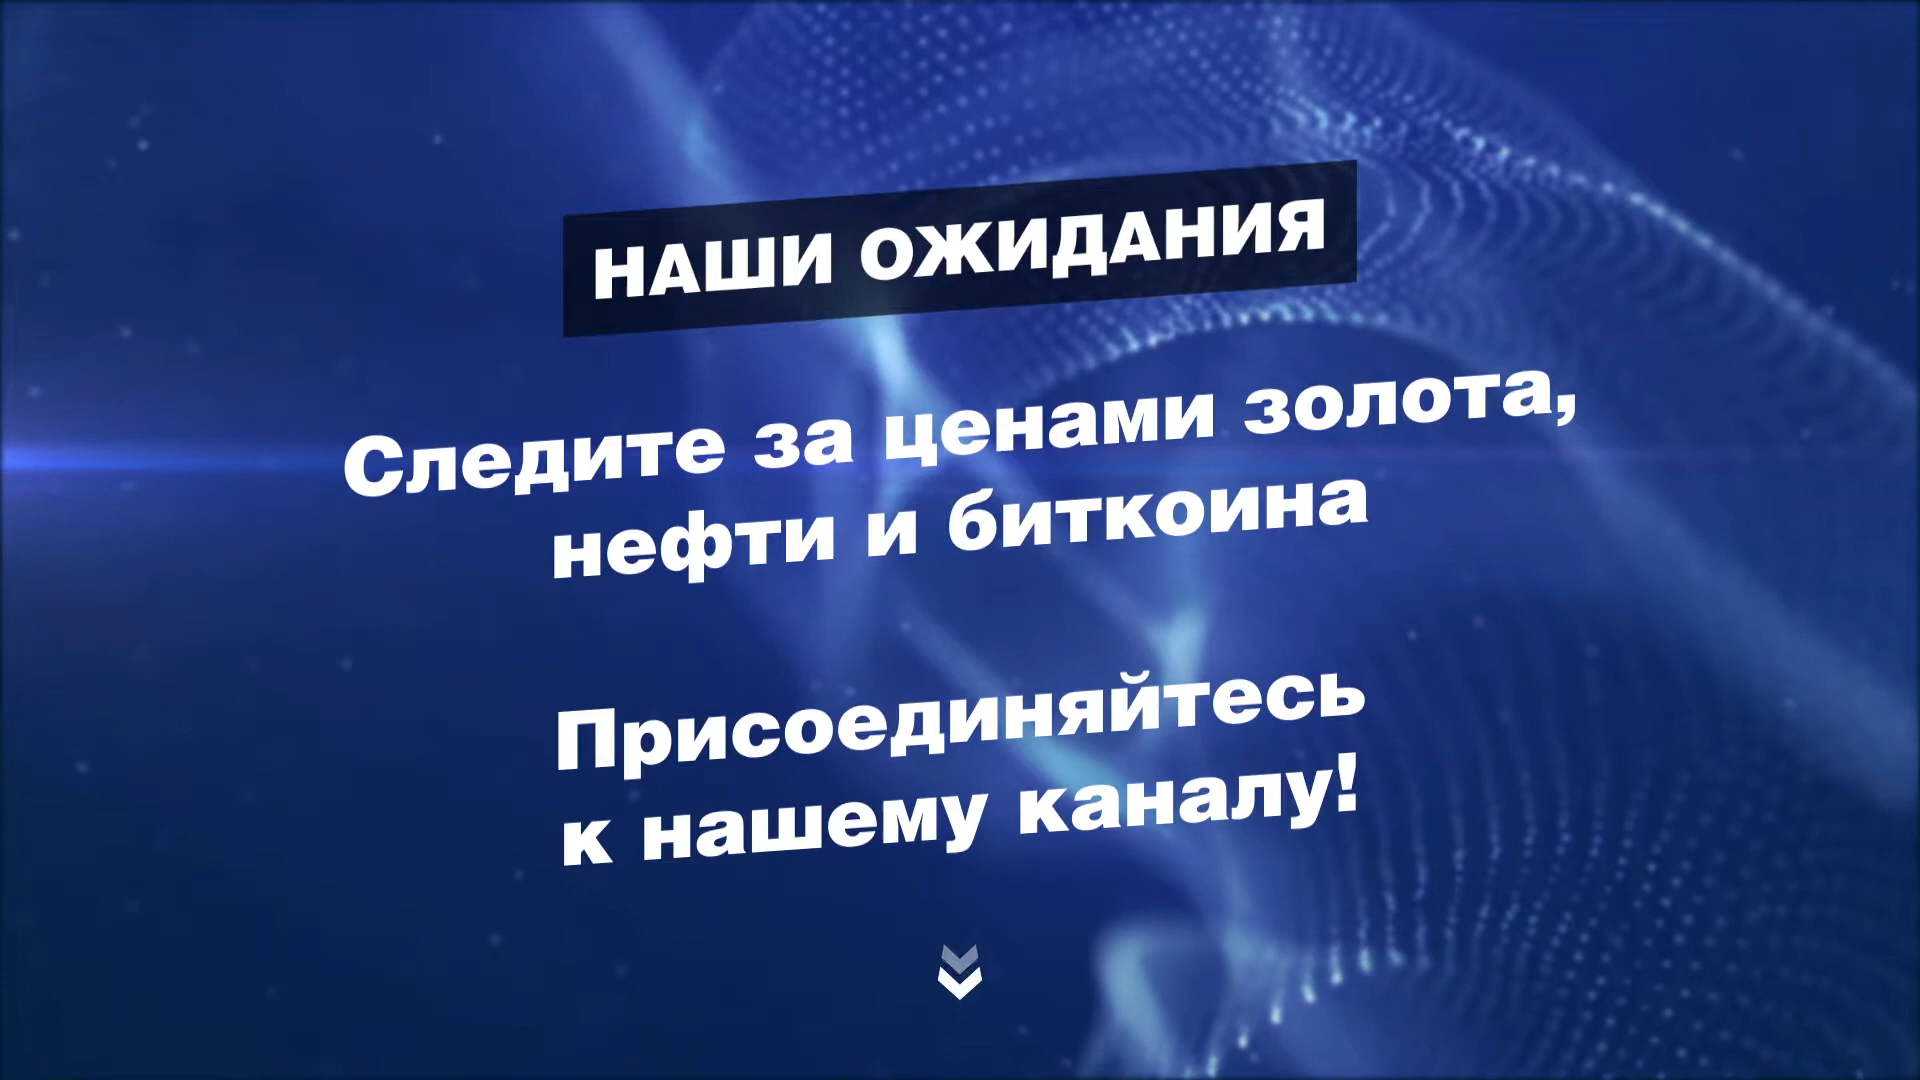 НАШИ ОЖИДАНИЯ
Следите за ценами золота,
нефти и биткоина
Присоединяйтесь
к нашему каналу!